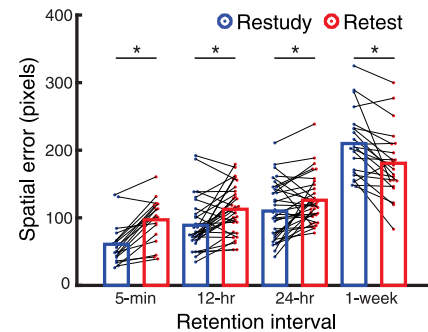 Restudy Retest
400
300
200
100
0
Spatial error (pixels)
* * * *
5-min 12-hr 24-hr 1-week
Retention interval